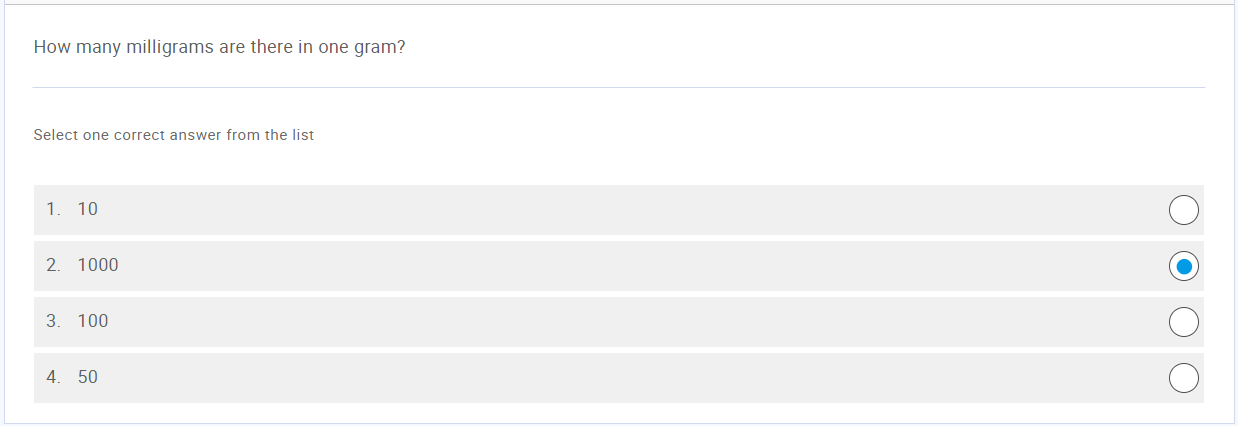 How many milligrams are there in one gram?
Select one correct answer from the list
1. 10
2. 1000
3. 100
4. 50